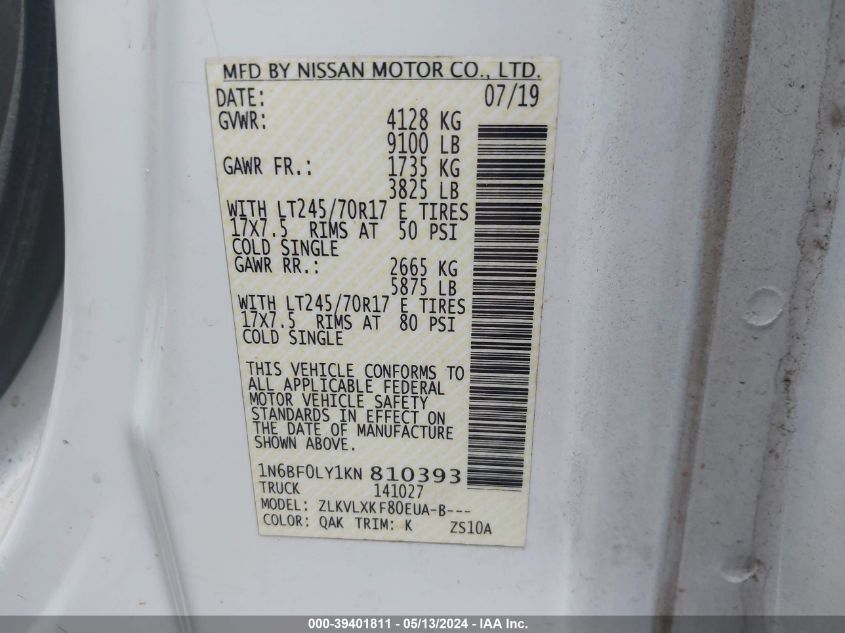 MFD BY NISSAN MOTOR CO., LTD.
DATE: 07/19
GVWR: 4128 KG
9100 LB
GAWR FR.: 1735 KG
3825 LB
WITH LT245/70R17 E TIRES
17X7.5 RIMS AT 50 PSI
COLD SINGLE
GAWR RR.: 2665 KG
5875 LB
WITH LT245/70R17 E TIRES
17X7.5 RIMS AT 80 PSI
COLD SINGLE
THIS VEHICLE CONFORMS TO
ALL APPLICABLE FEDERAL
MOTOR VEHICLE SAFETY
STANDARDS IN EFFECT ON
THE DATE OF MANUFACTURE
SHOWN ABOVE.
1N6BF0LY1KN 810393
TRUCK 141027
MODEL: ZLKVLXKF80EUA-B---
COLOR: QAK TRIM: K ZS10A
000-39401811 - 05/13/2024 - IAA Inc.